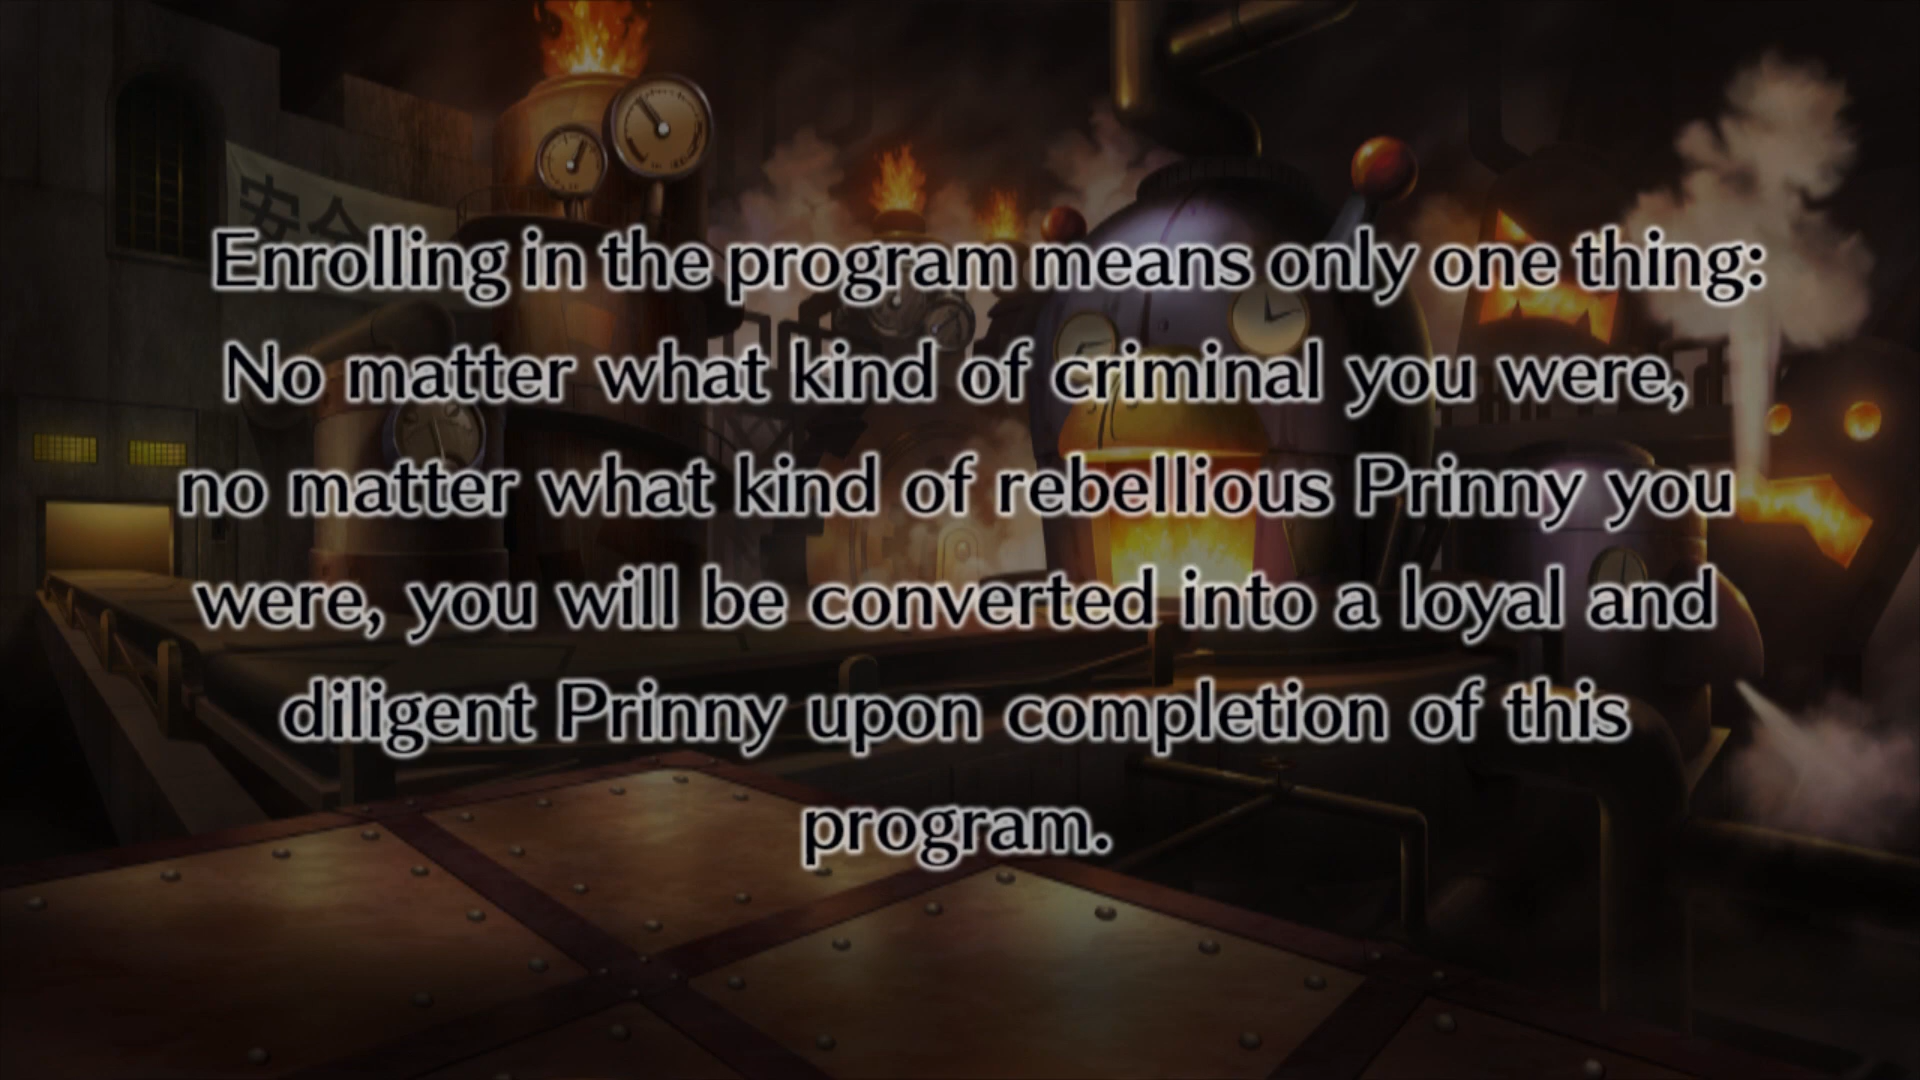 安全
Enrolling in the program means only one thing:
No matter what kind of criminal you were,
no matter what kind of rebellious Prinny you
were, you will be converted into a loyal and
diligent Prinny upon completion of this
program.